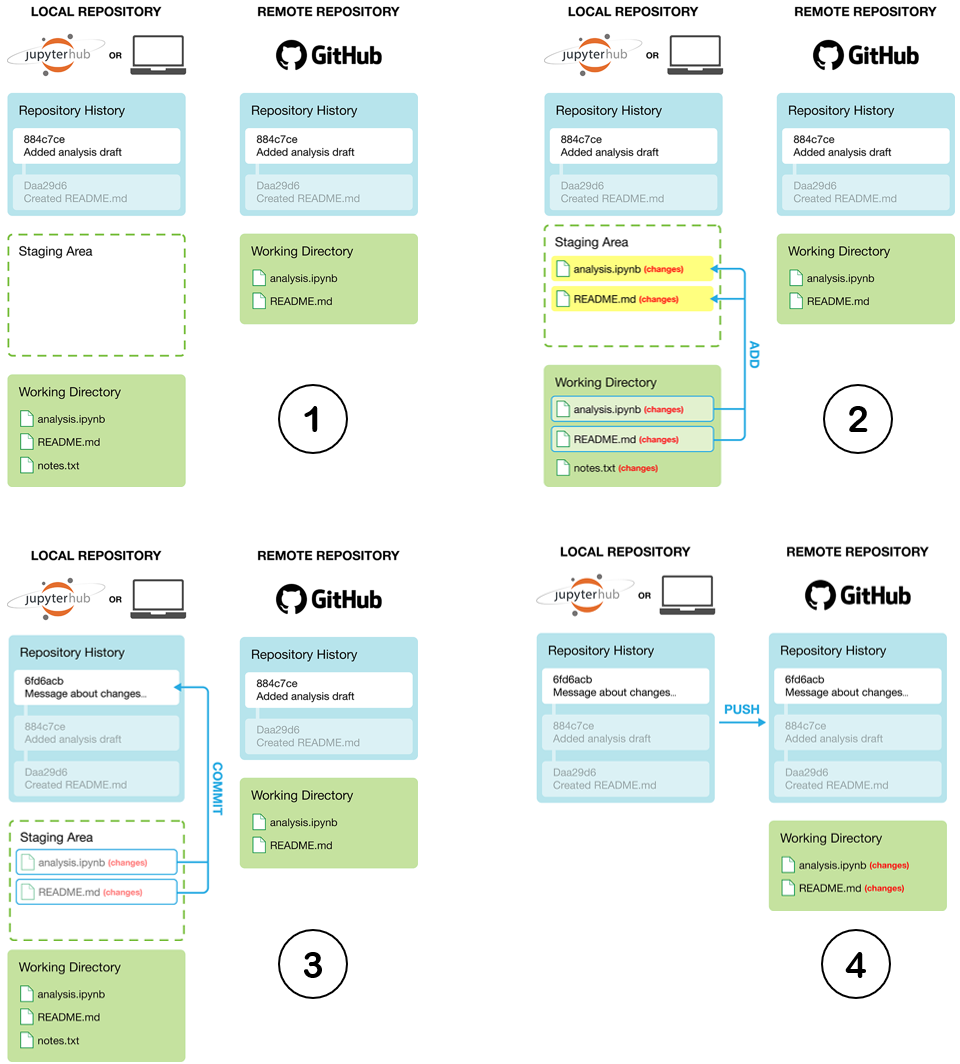 LOCAL REPOSITORY
REMOTE REPOSITORY
jupyterhub
OR
GitHub
Repository History
884c7ce
Added analysis draft
Daa29d6
Created README.md
Repository History
884c7ce
Added analysis draft
Daa29d6
Created README.md
Staging Area
Working Directory
analysis.ipynb
README.md
Working Directory
analysis.ipynb
README.md
notes.txt
1
LOCAL REPOSITORY
REMOTE REPOSITORY
jupyterhub
OR
GitHub
Repository History
884c7ce
Added analysis draft
Daa29d6
Created README.md
Repository History
884c7ce
Added analysis draft
Daa29d6
Created README.md
Staging Area
analysis.ipynb (changes)
README.md (changes)
Working Directory
analysis.ipynb
README.md
ADD
Working Directory
analysis.ipynb (changes)
README.md (changes)
notes.txt (changes)
2
LOCAL REPOSITORY
REMOTE REPOSITORY
jupyterhub
OR
GitHub
Repository History
6fd6acb
Message about changes...
884c7ce
Added analysis draft
Daa29d6
Created README.md
Repository History
884c7ce
Added analysis draft
Daa29d6
Created README.md
COMMIT
Staging Area
analysis.ipynb (changes)
README.md (changes)
Working Directory
analysis.ipynb
README.md
Working Directory
analysis.ipynb
README.md
notes.txt
3
LOCAL REPOSITORY
REMOTE REPOSITORY
jupyterhub
OR
GitHub
Repository History
6fd6acb
Message about changes...
884c7ce
Added analysis draft
Daa29d6
Created README.md
PUSH
Repository History
6fd6acb
Message about changes...
884c7ce
Added analysis draft
Daa29d6
Created README.md
Working Directory
analysis.ipynb (changes)
README.md (changes)
4